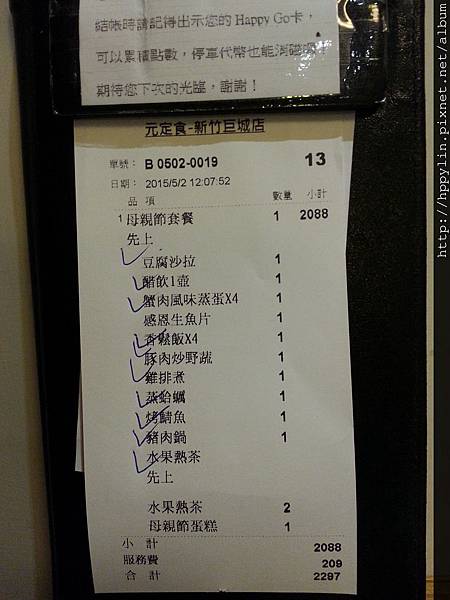 結帳時請記得出示您的 Happy Go卡，
可以累積點數，停車代幣也能消磁喔！
期待您下次的光臨，謝謝！
元定食-新竹巨城店
單號： B 0502-0019 13
日期： 2015/5/2 12:07:52
品 項 數量 小計
1 母親節套餐 1 2088
先上
豆腐沙拉 1
醋飲1壺 1
蟹肉風味蒸蛋X4 1
感恩生魚片 1
香鬆飯X4 1
豚肉炒野蔬 1
雞排煮 1
蒸蛤蠣 1
烤鯖魚 1
豬肉鍋 1
水果熱茶
先上
水果熱茶 2
母親節蛋糕 1
小 計 2088
服務費 209
合 計 2297
http://hppylin.pixnet.net/album